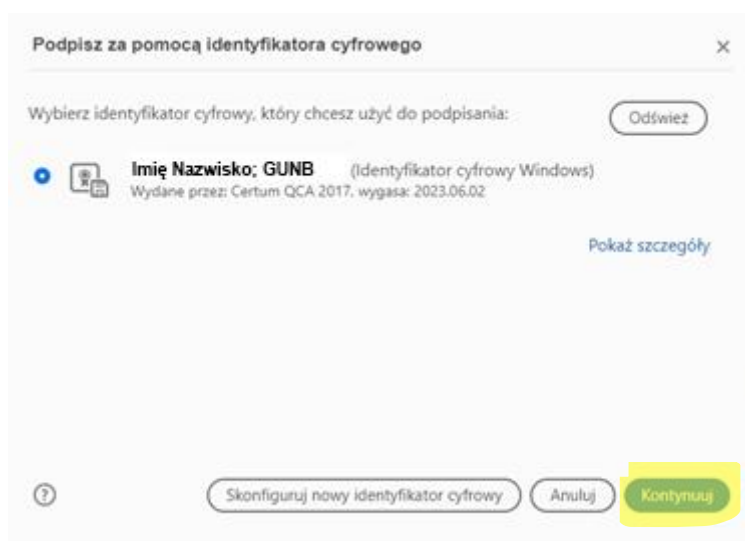 Podpisz za pomocą identyfikatora cyfrowego
Wybierz identyfikator cyfrowy, który chcesz użyć do podpisania:
Odśwież
Imię Nazwisko; GUNB (Identyfikator cyfrowy Windows)
Wydane przez: Certum QCA 2017, wygasa: 2023.06.02
Pokaż szczegóły
Skonfiguruj nowy identyfikator cyfrowy
Anuluj
Kontynuuj